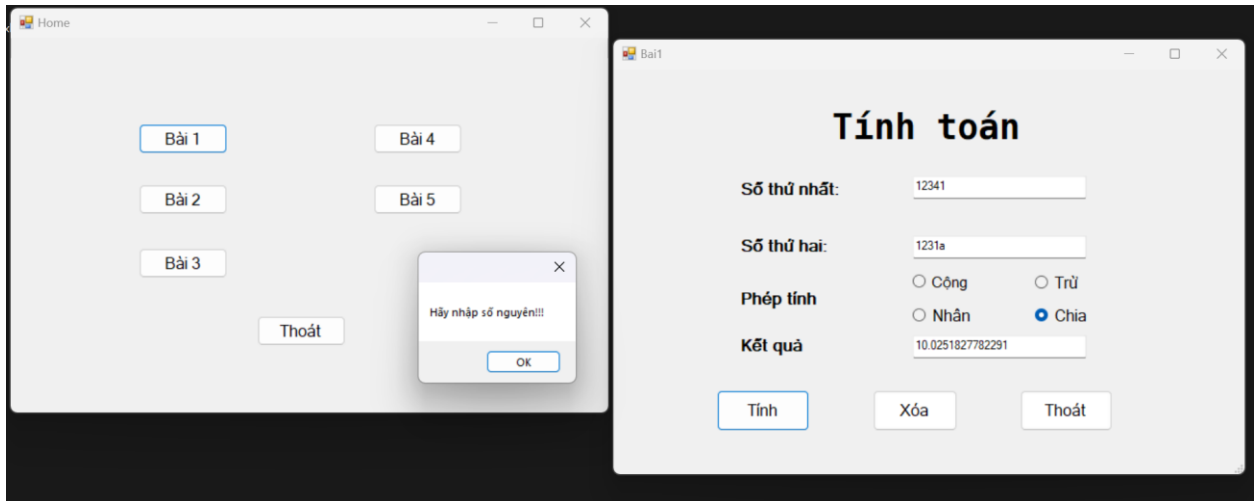 Home
Bài 1
Bài 4
Bài 2
Bài 5
Bài 3
Thoát
Hãy nhập số nguyên!!!
OK
Bai1
Tính toán
Số thứ nhất:
12341
Số thứ hai:
1231a
Phép tính
Cộng
Trừ
Nhân
Chia
Kết quả
10.0251827782291
Tính
Xóa
Thoát